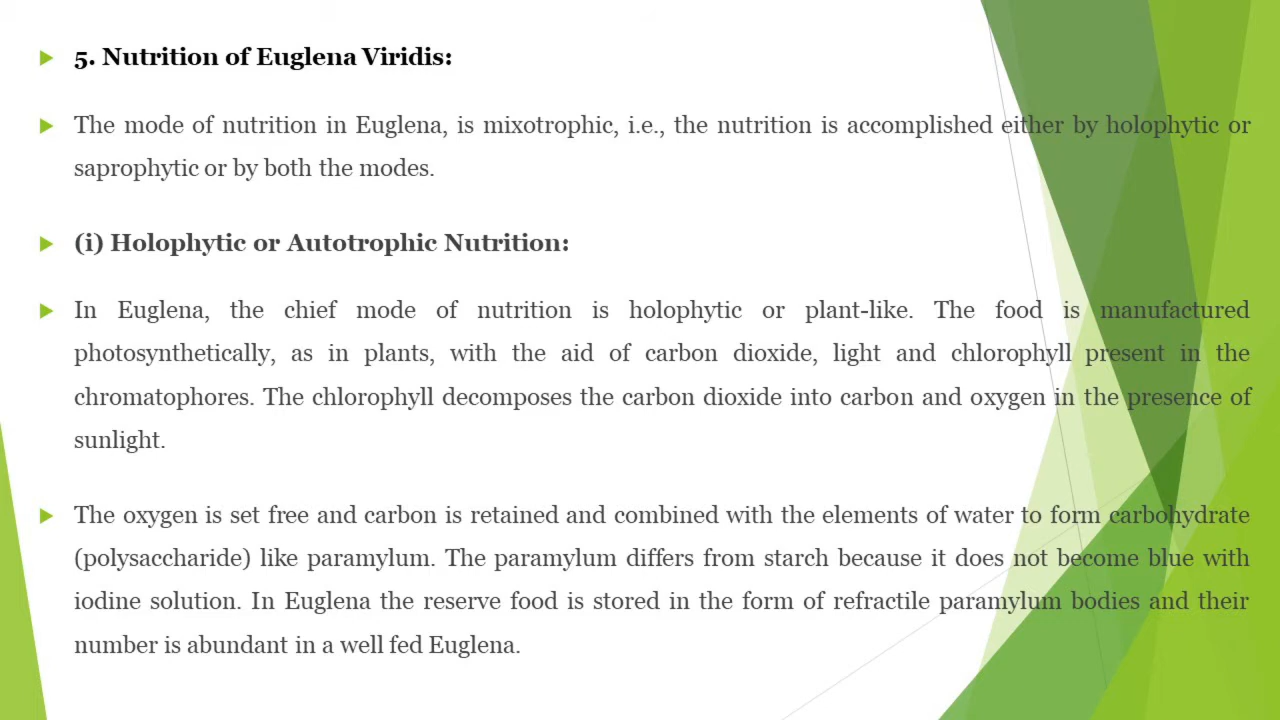 5. Nutrition of Euglena Viridis:
The mode of nutrition in Euglena, is mixotrophic, i.e., the nutrition is accomplished either by holophytic or
saprophytic or by both the modes.
(i) Holophytic or Autotrophic Nutrition:
In Euglena, the chief mode of nutrition is holophytic or plant-like. The food is manufactured
photosynthetically, as in plants, with the aid of carbon dioxide, light and chlorophyll present in the
chromatophores. The chlorophyll decomposes the carbon dioxide into carbon and oxygen in the presence of
sunlight.
The oxygen is set free and carbon is retained and combined with the elements of water to form carbohydrate
(polysaccharide) like paramylum. The paramylum differs from starch because it does not become blue with
iodine solution. In Euglena the reserve food is stored in the form of refractile paramylum bodies and their
number is abundant in a well fed Euglena.